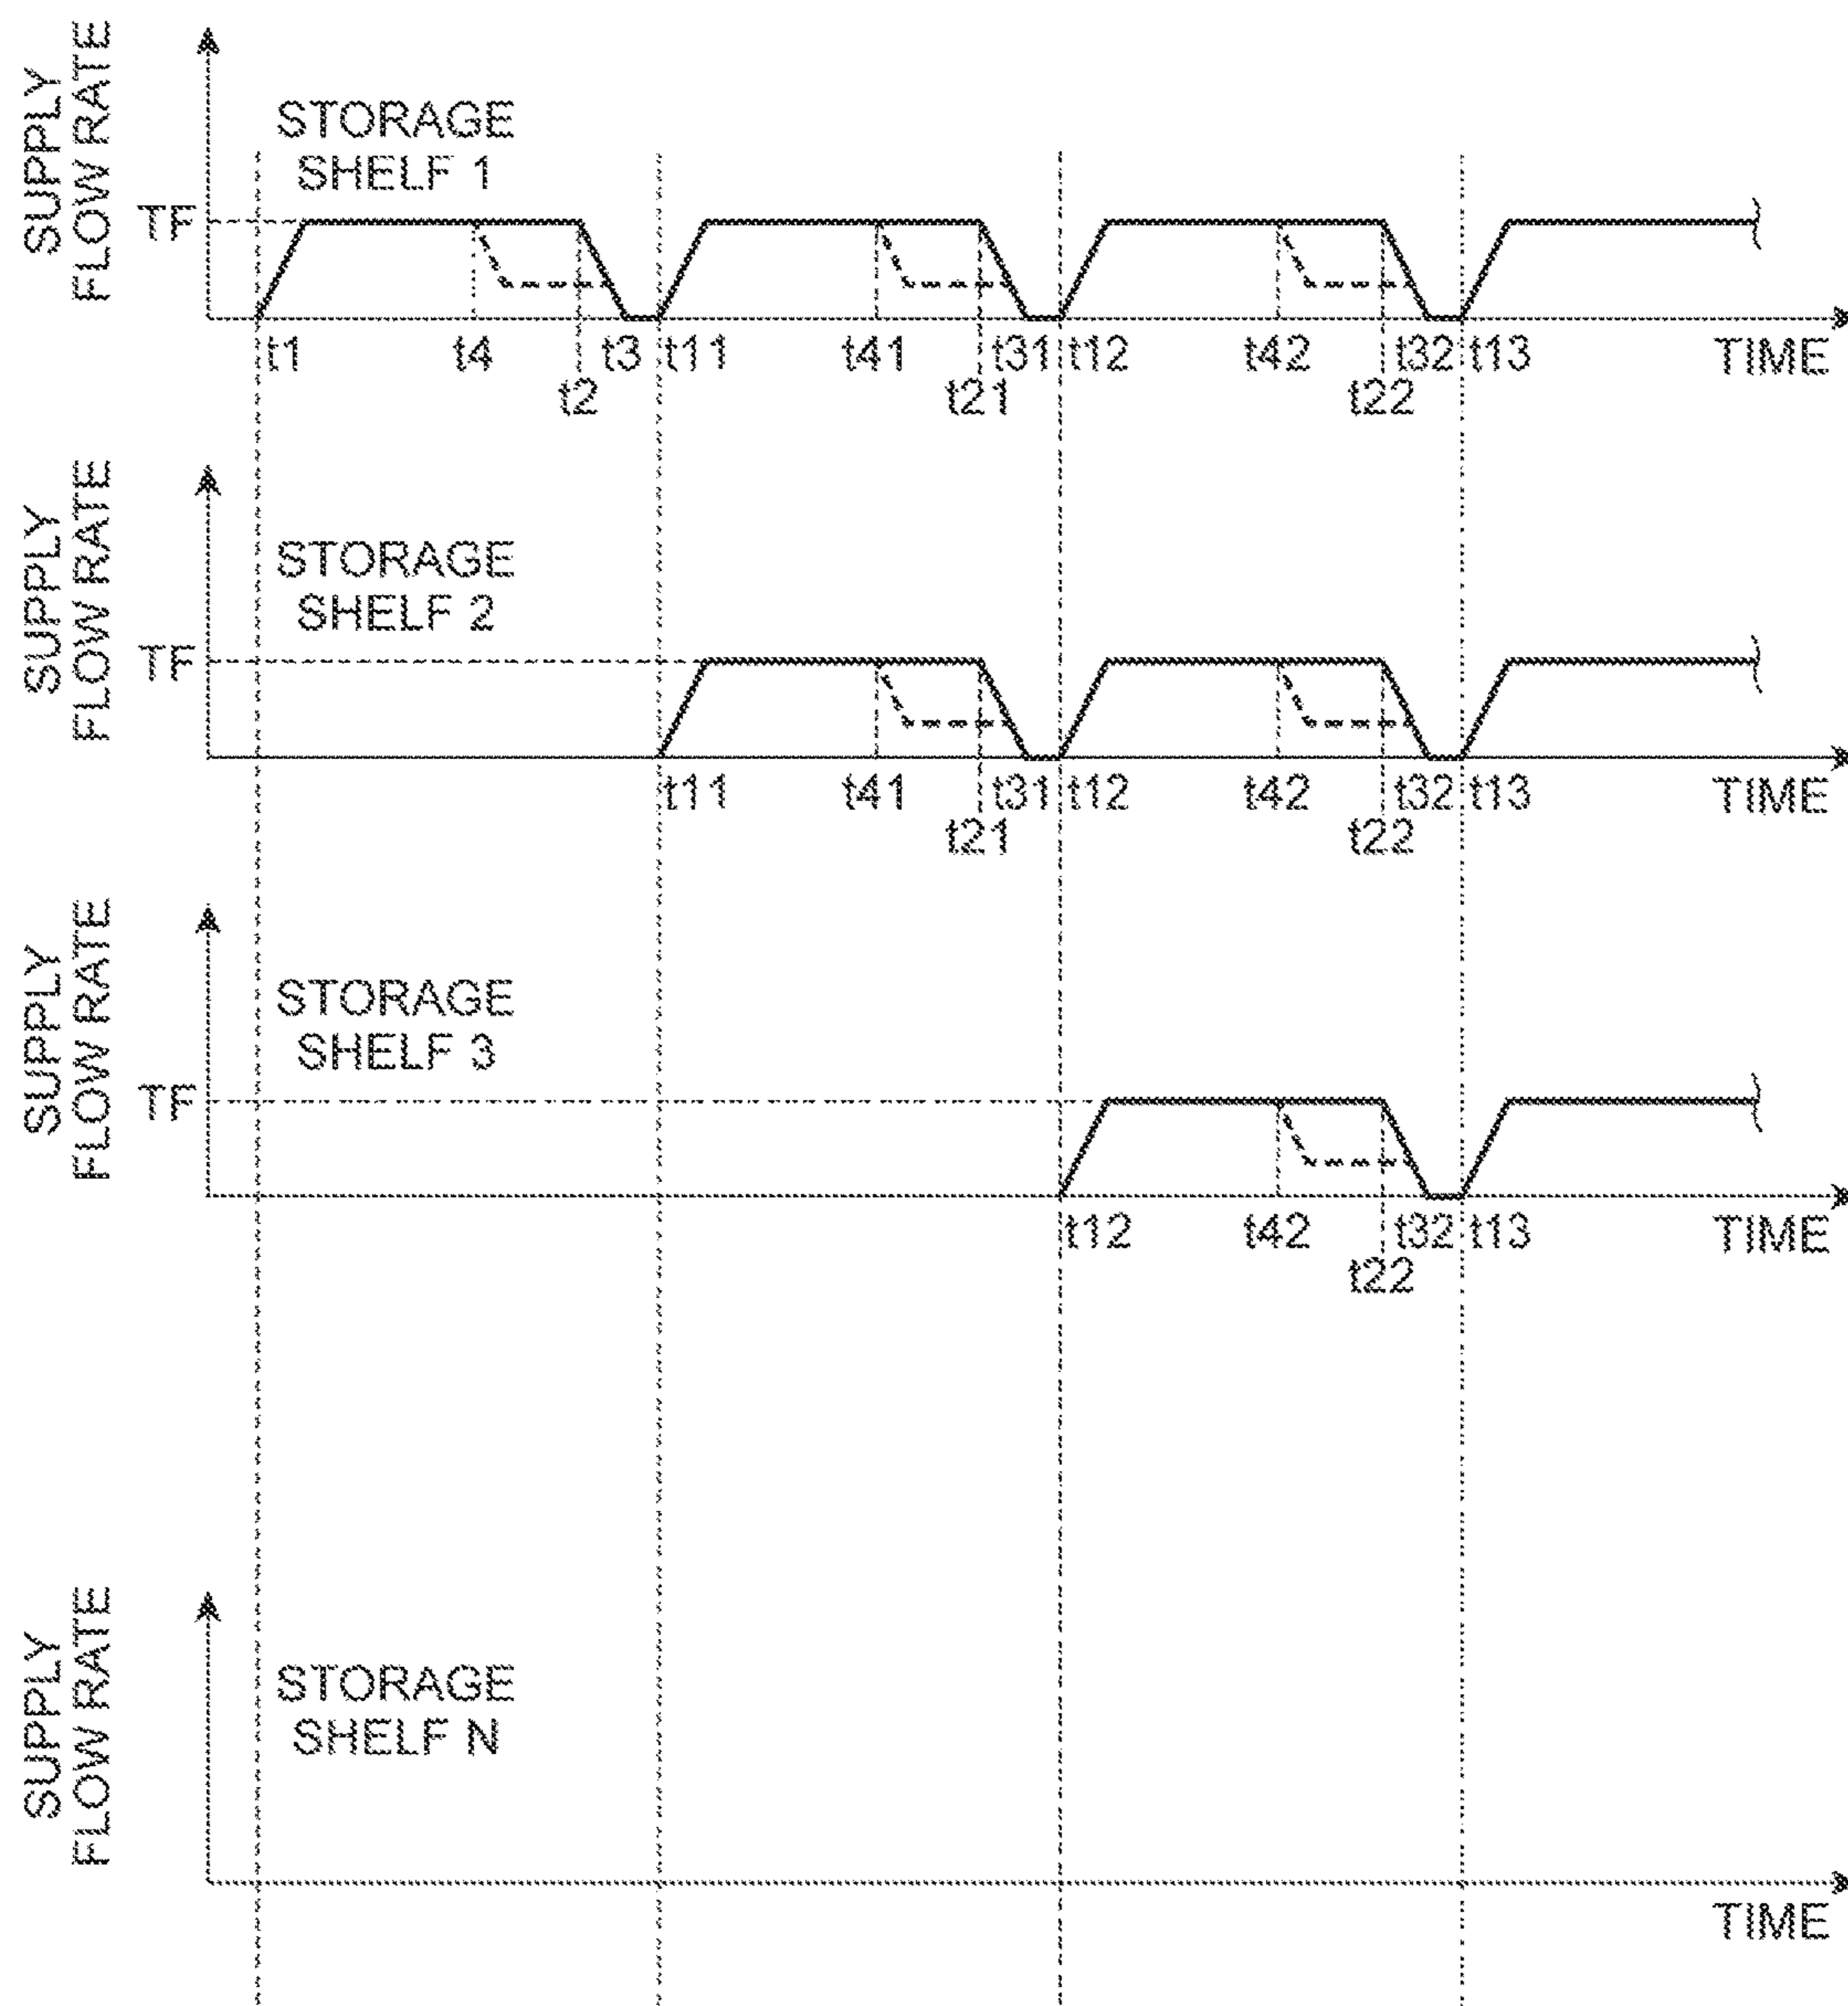 SUPPLY
FLOW RATE
STORAGE
SHELF 1
TF
t1 t4 t3 t11 t41 t31 t12 t42 t32 t13 TIME
t2 t21 t22
SUPPLY
FLOW RATE
STORAGE
SHELF 2
TF
t11 t41 t31 t12 t42 t32 t13 TIME
t21 t22
SUPPLY
FLOW RATE
STORAGE
SHELF 3
TF
t12 t42 t32 t13 TIME
t22
SUPPLY
FLOW RATE
STORAGE
SHELF N
TIME